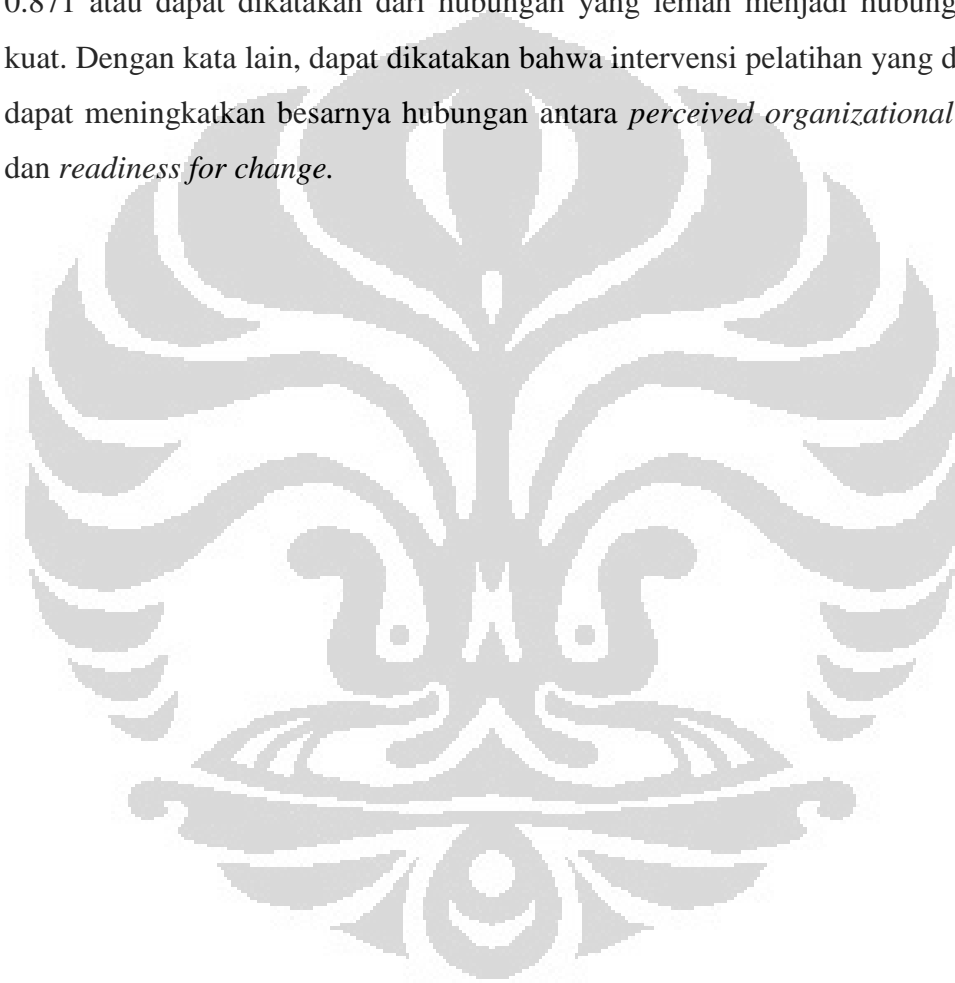 0.871 atau dapat dikatakan dari hubungan yang lemah menjadi
kuat. Dengan kata lain, dapat dikatakan bahwa intervensi pelatihan yang
dapat meningkatkan besarnya hubungan antara perceived organizational
dan readiness for change.